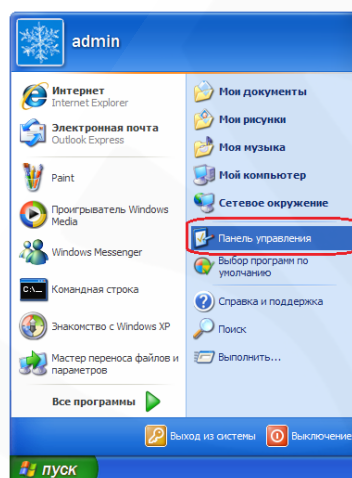 admin
Интернет
Internet Explorer
Электронная почта
Outlook Express
Paint
Проигрыватель Windows
Media
Windows Messenger
C:\_
Командная строка
Знакомство с Windows XP
Мастер переноса файлов и
параметров
Все программы
Мои документы
Мои рисунки
Моя музыка
Мой компьютер
Сетевое окружение
Панель управления
Выбор программ по
умолчанию
Справка и поддержка
Поиск
Выполнить...
Выход из системы
Выключение
пуск